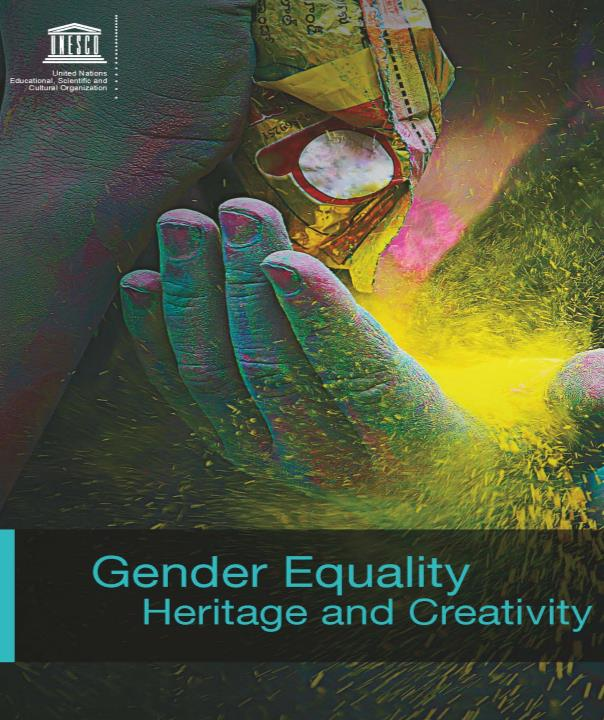 UNESCO
United Nations
Educational, Scientific and
Cultural Organization
Gender Equality
Heritage and Creativity